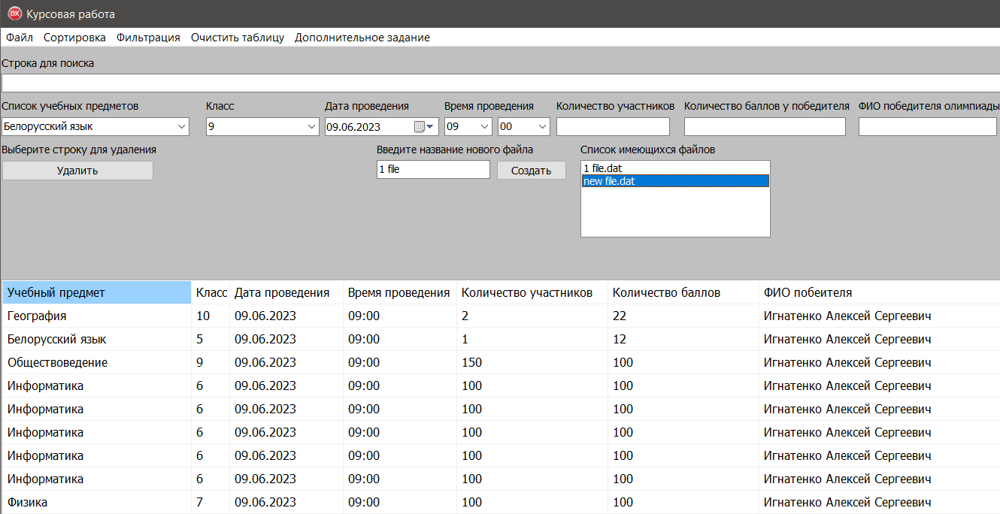 DX Курсовая работа
Файл Сортировка Фильтрация Очистить таблицу Дополнительное задание
Строка для поиска
Список учебных предметов Класс Дата проведения Время проведения Количество участников Количество баллов у победителя ФИО победителя олимпиады
Белорусский язык 9 09.06.2023 09 00
Выберите строку для удаления Введите название нового файла Список имеющихся файлов
Удалить 1 file Создать 1 file.dat
new file.dat
Учебный предмет Класс Дата проведения Время проведения Количество участников Количество баллов ФИО побеителя
География 10 09.06.2023 09:00 2 22 Игнатенко Алексей Сергеевич
Белорусский язык 5 09.06.2023 09:00 1 12 Игнатенко Алексей Сергеевич
Обществоведение 9 09.06.2023 09:00 150 100 Игнатенко Алексей Сергеевич
Информатика 6 09.06.2023 09:00 100 100 Игнатенко Алексей Сергеевич
Информатика 6 09.06.2023 09:00 100 100 Игнатенко Алексей Сергеевич
Информатика 6 09.06.2023 09:00 100 100 Игнатенко Алексей Сергеевич
Информатика 6 09.06.2023 09:00 100 100 Игнатенко Алексей Сергеевич
Информатика 6 09.06.2023 09:00 100 100 Игнатенко Алексей Сергеевич
Физика 7 09.06.2023 09:00 100 100 Игнатенко Алексей Сергеевич